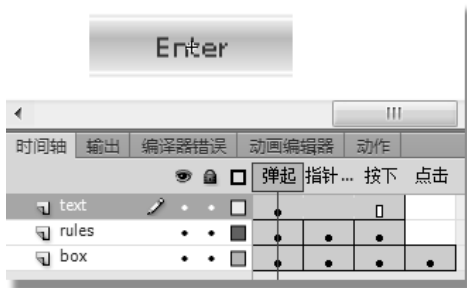 Enter
时间轴 输出 编译器错误 动画编辑器 动作
弹起 指针... 按下 点击
text
rules
box